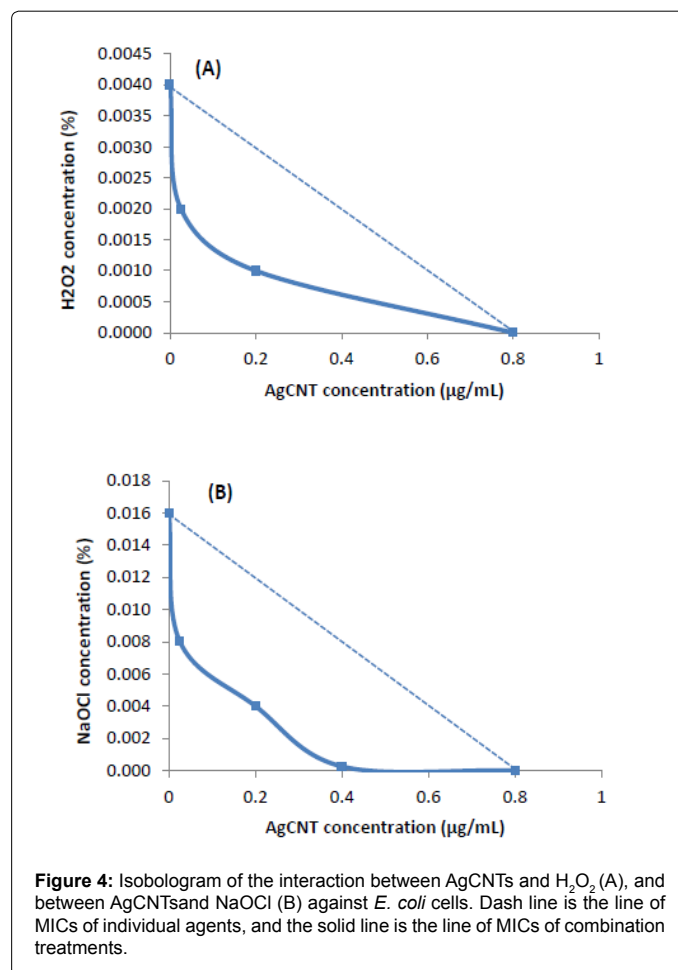 (A)
0.0045
0.0040
0.0035
0.0030
0.0025
0.0020
0.0015
0.0010
0.0005
0.0000
H2O2 concentration (%)
0 0.2 0.4 0.6 0.8 1
AgCNT concentration (µg/mL)
(B)
0.018
0.016
0.014
0.012
0.010
0.008
0.006
0.004
0.002
0.000
NaOCl concentration (%)
0 0.2 0.4 0.6 0.8 1
AgCNT concentration (µg/mL)
Figure 4: Isobologram of the interaction between AgCNTs and H₂O₂ (A), and
between AgCNTsand NaOCl (B) against E. coli cells. Dash line is the line of
MICs of individual agents, and the solid line is the line of MICs of combination
treatments.